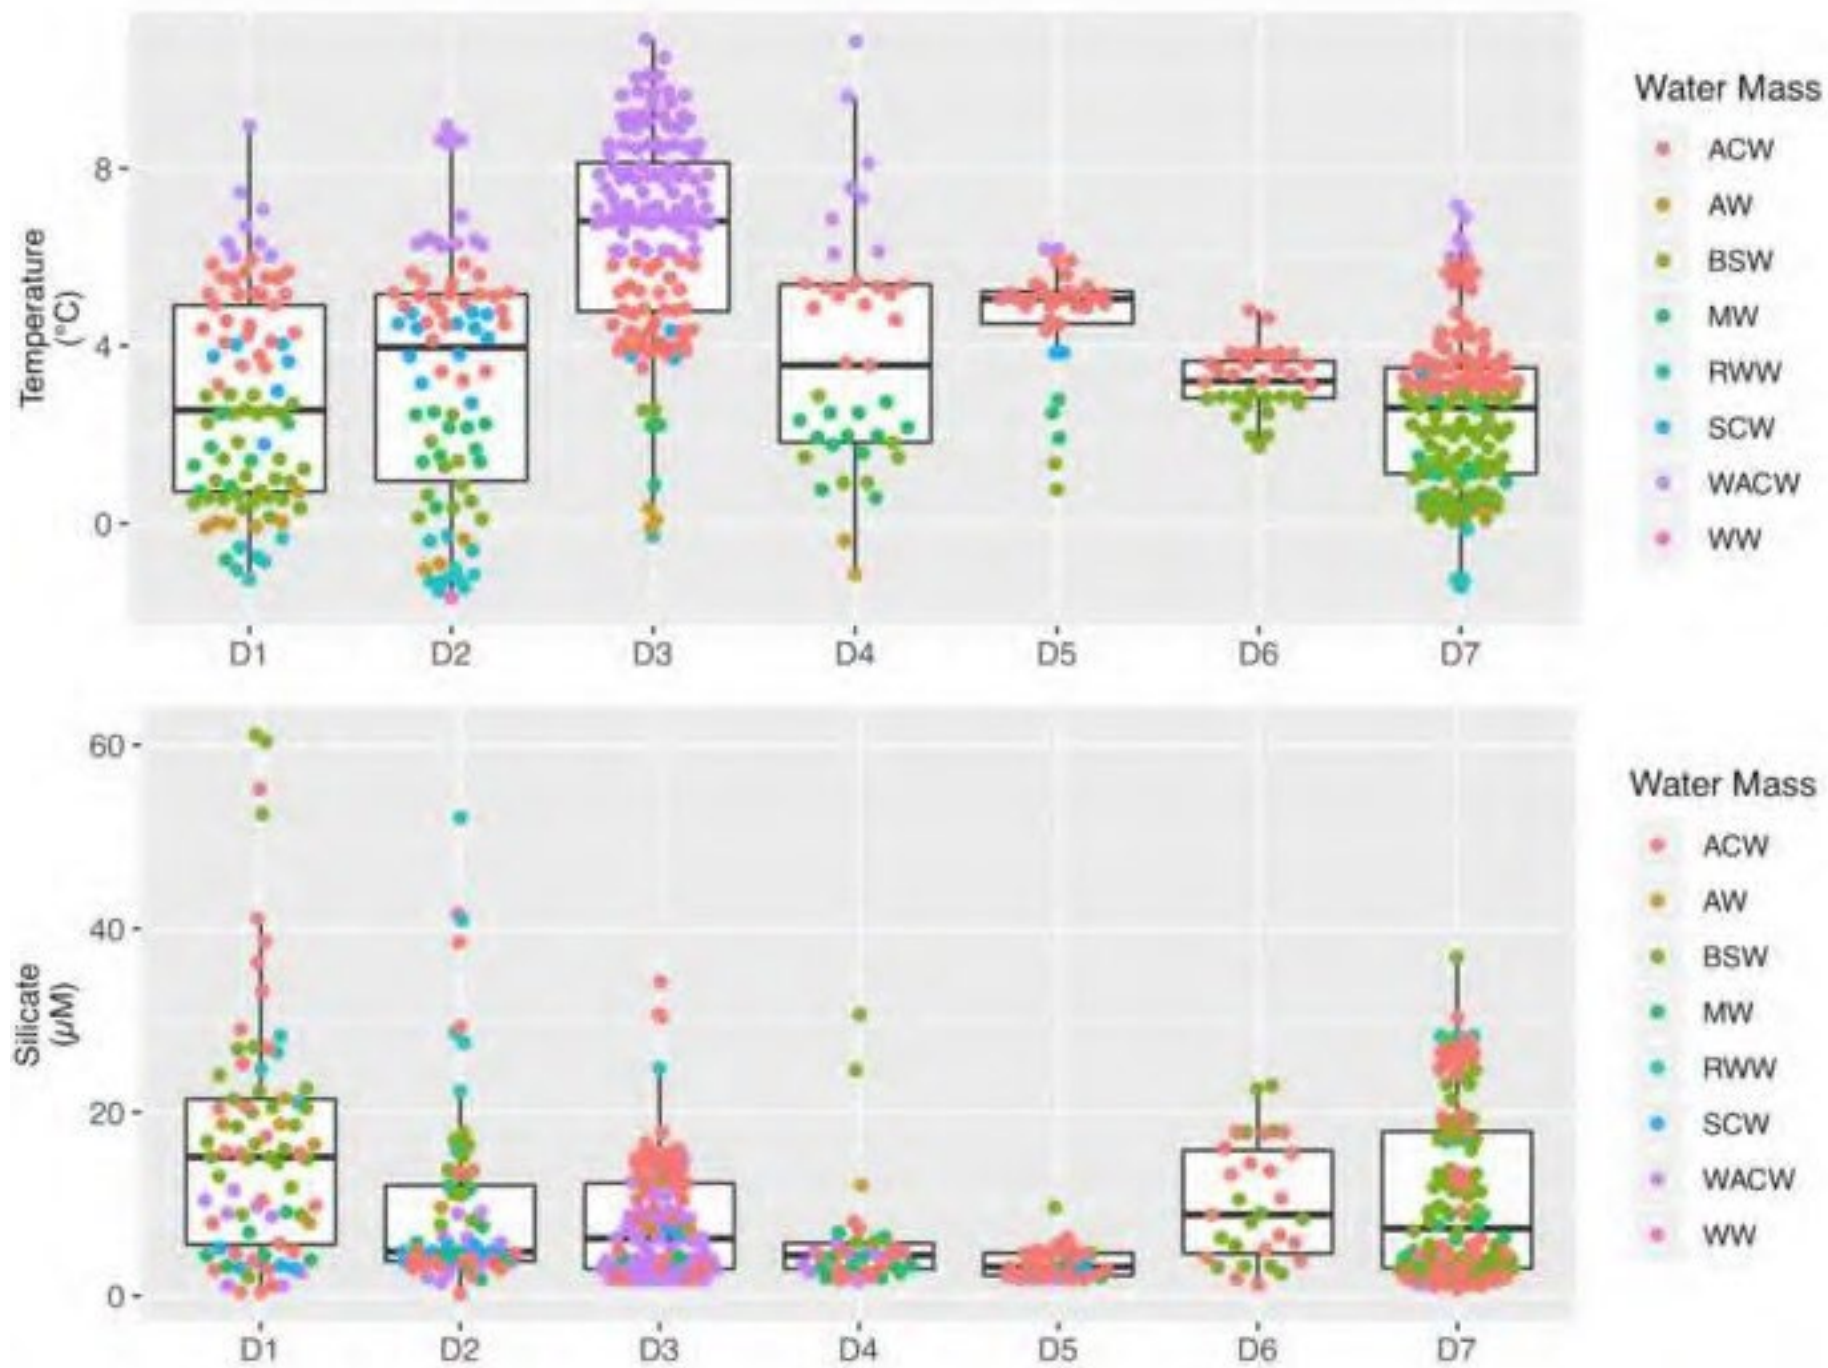 Water Mass
ACW
AW
BSW
MW
RWW
SCW
WACW
WW
Temperature
(°C)
8
4
0
D1 D2 D3 D4 D5 D6 D7
Water Mass
ACW
AW
BSW
MW
RWW
SCW
WACW
WW
Silicate
(µM)
60
40
20
0
D1 D2 D3 D4 D5 D6 D7